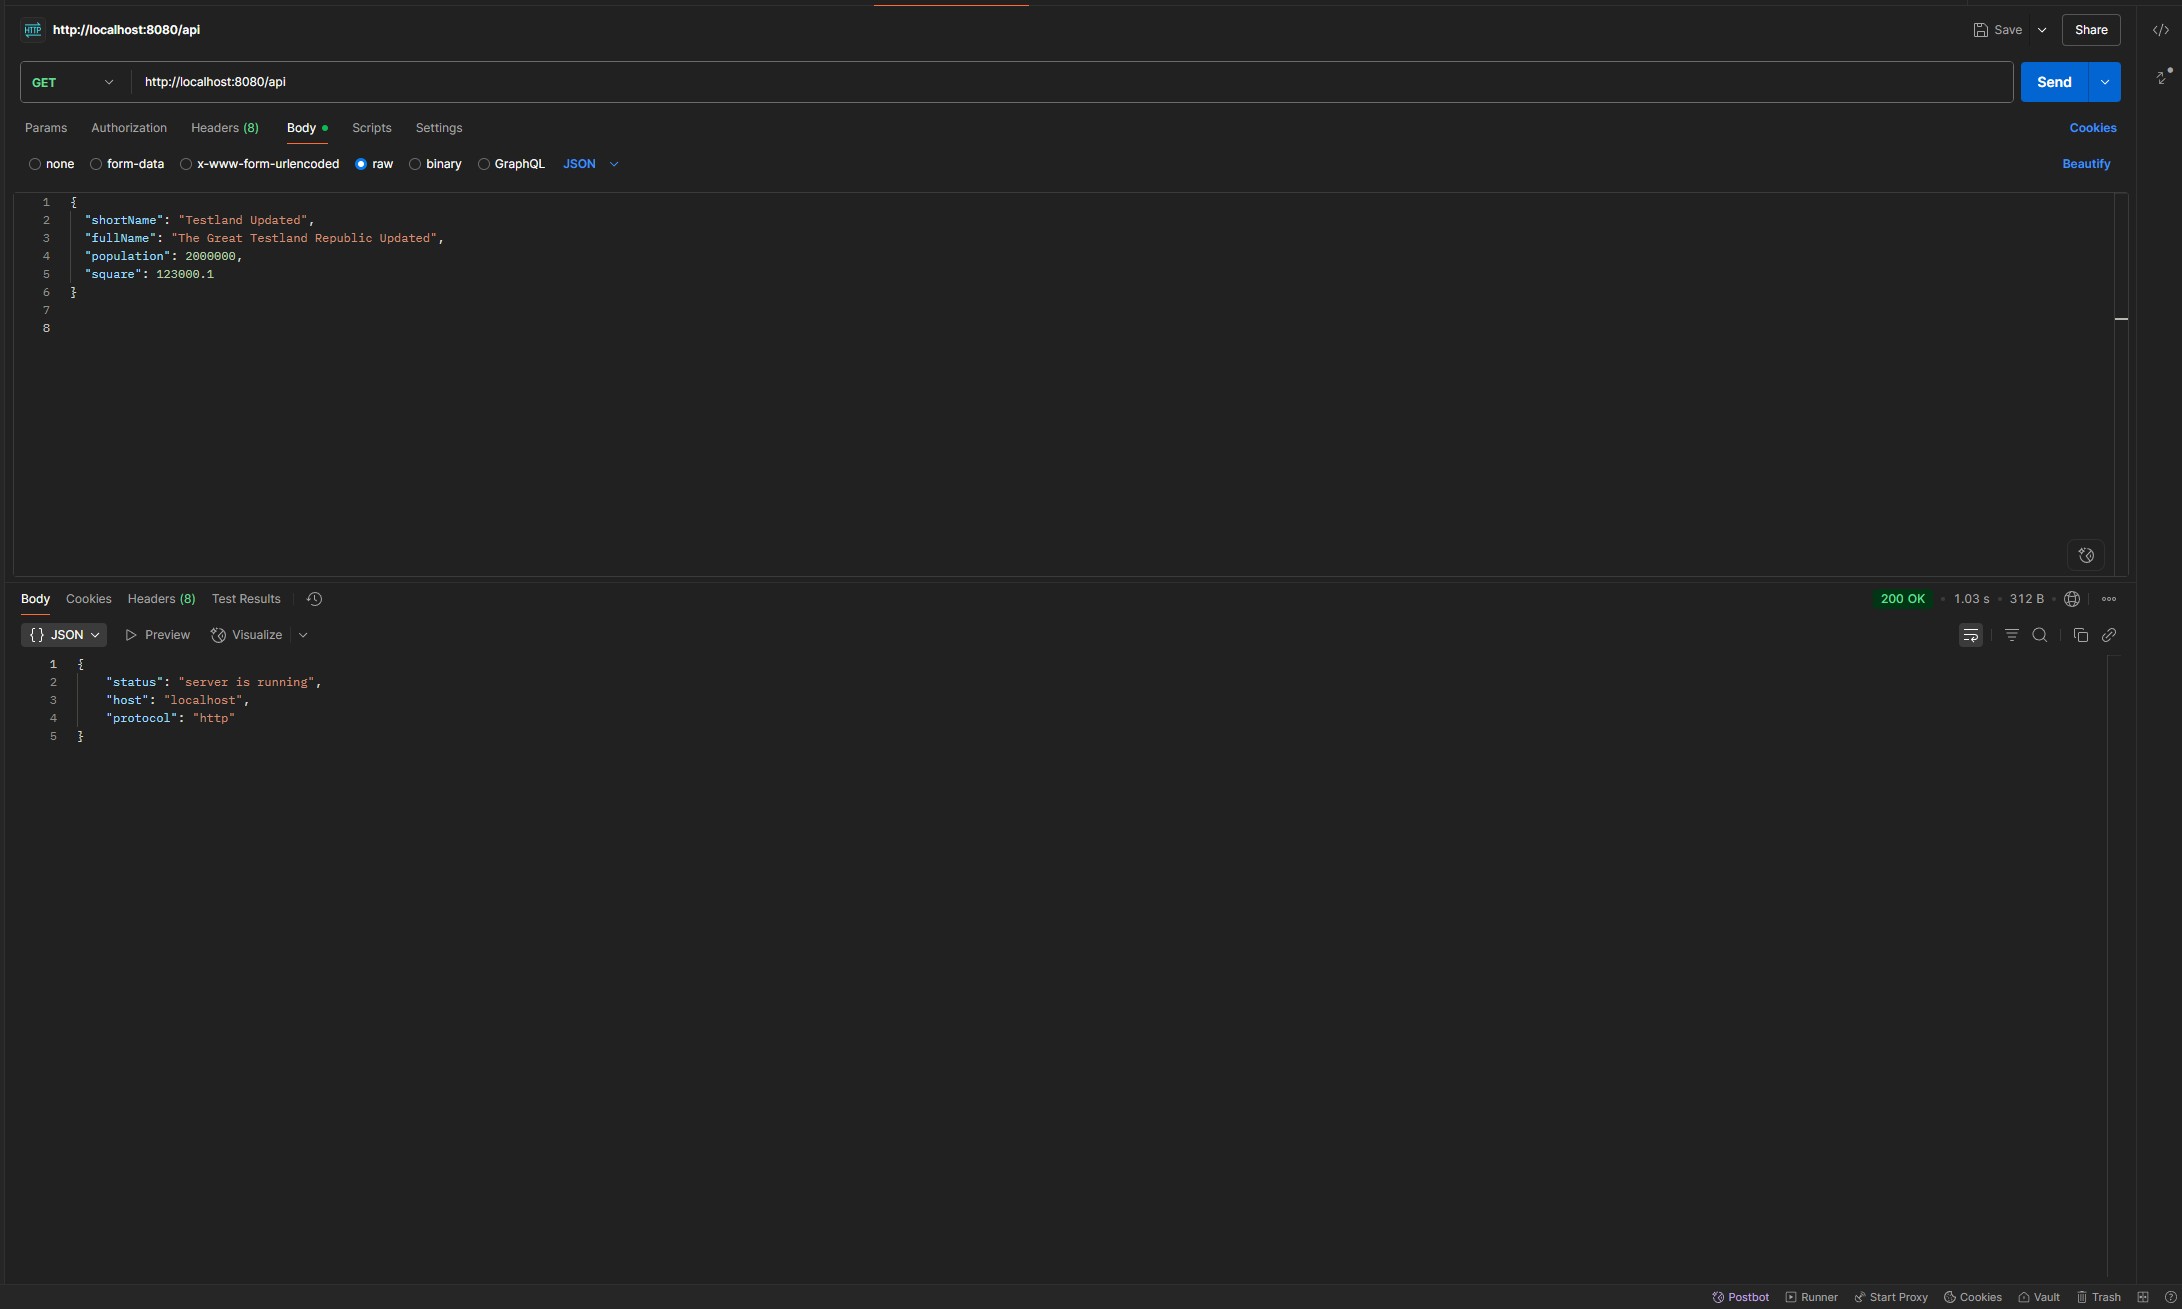 HTTP http://localhost:8080/api Save Share
GET http://localhost:8080/api Send
Params Authorization Headers (8) Body Scripts Settings Cookies
none form-data x-www-form-urlencoded raw binary GraphQL JSON Beautify
1 {
2 "shortName": "Testland Updated",
3 "fullName": "The Great Testland Republic Updated",
4 "population": 2000000,
5 "square": 123000.1
6 }
7
8
Body Cookies Headers (8) Test Results 200 OK • 1.03 s • 312 B •
{} JSON Preview Visualize
1 {
2 "status": "server is running",
3 "host": "localhost",
4 "protocol": "http"
5 }
Postbot Runner Start Proxy Cookies Vault Trash